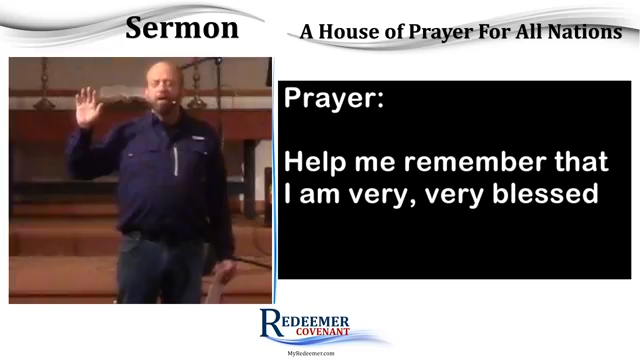 Sermon
A House of Prayer For All Nations
Prayer:
Help me remember that
I am very, very blessed
REDEEMER
COVENANT
MyRedeemer.com